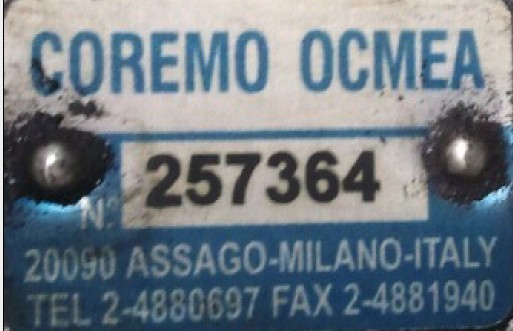 COREMO OCMEA
N° 257364
20090 ASSAGO-MILANO-ITALY
TEL 2-4880697 FAX 2-4881940